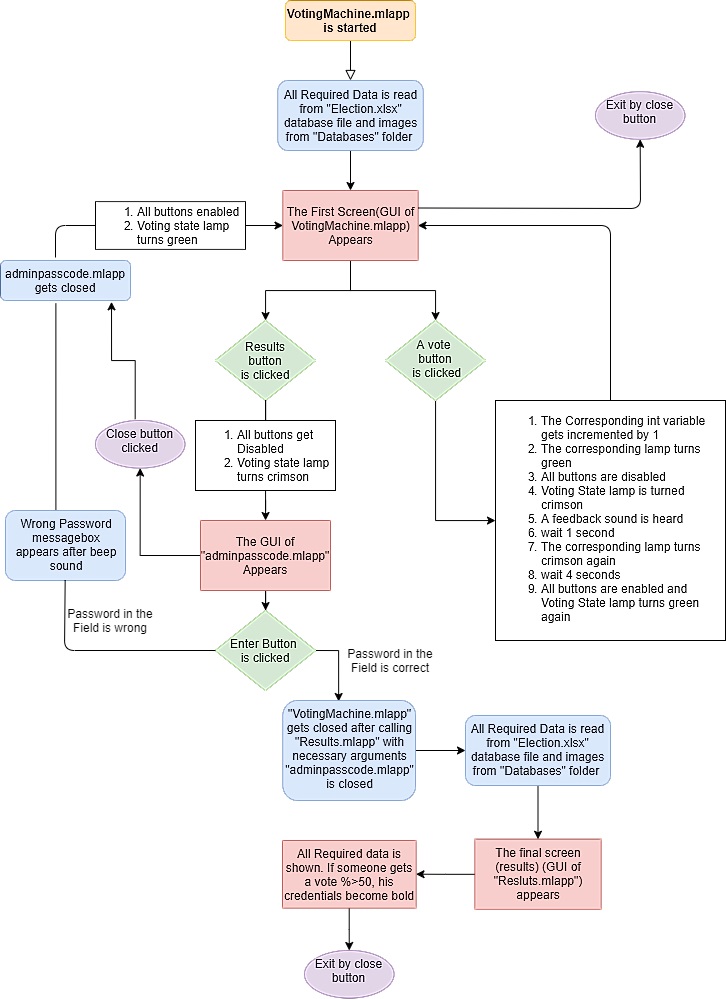 VotingMachine.mlapp
is started
All Required Data is read
from "Election.xlsx"
database file and images
from "Databases" folder
Exit by close
button
The First Screen(GUI of
VotingMachine.mlapp)
Appears
1. All buttons enabled
2. Voting state lamp
turns green
adminpasscode.mlapp
gets closed
Results
button
is clicked
A vote
button
is clicked
Close button
clicked
1. All buttons get
Disabled
2. Voting state lamp
turns crimson
1. The Corresponding int variable
gets incremented by 1
2. The corresponding lamp turns
green
3. All buttons are disabled
4. Voting State lamp is turned
crimson
5. A feedback sound is heard
6. wait 1 second
7. The corresponding lamp turns
crimson again
8. wait 4 seconds
9. All buttons are enabled and
Voting State lamp turns green
again
Wrong Password
messagebox
appears after beep
sound
The GUI of
"adminpasscode.mlapp"
Appears
Password in the
Field is wrong
Enter Button
is clicked
Password in the
Field is correct
"VotingMachine.mlapp"
gets closed after calling
"Results.mlapp" with
necessary arguments
"adminpasscode.mlapp"
is closed
All Required Data is read
from "Election.xlsx"
database file and images
from "Databases" folder
The final screen
(results) (GUI of
"Resluts.mlapp")
appears
All Required data is
shown. If someone gets
a vote %>50, his
credentials become bold
Exit by close
button